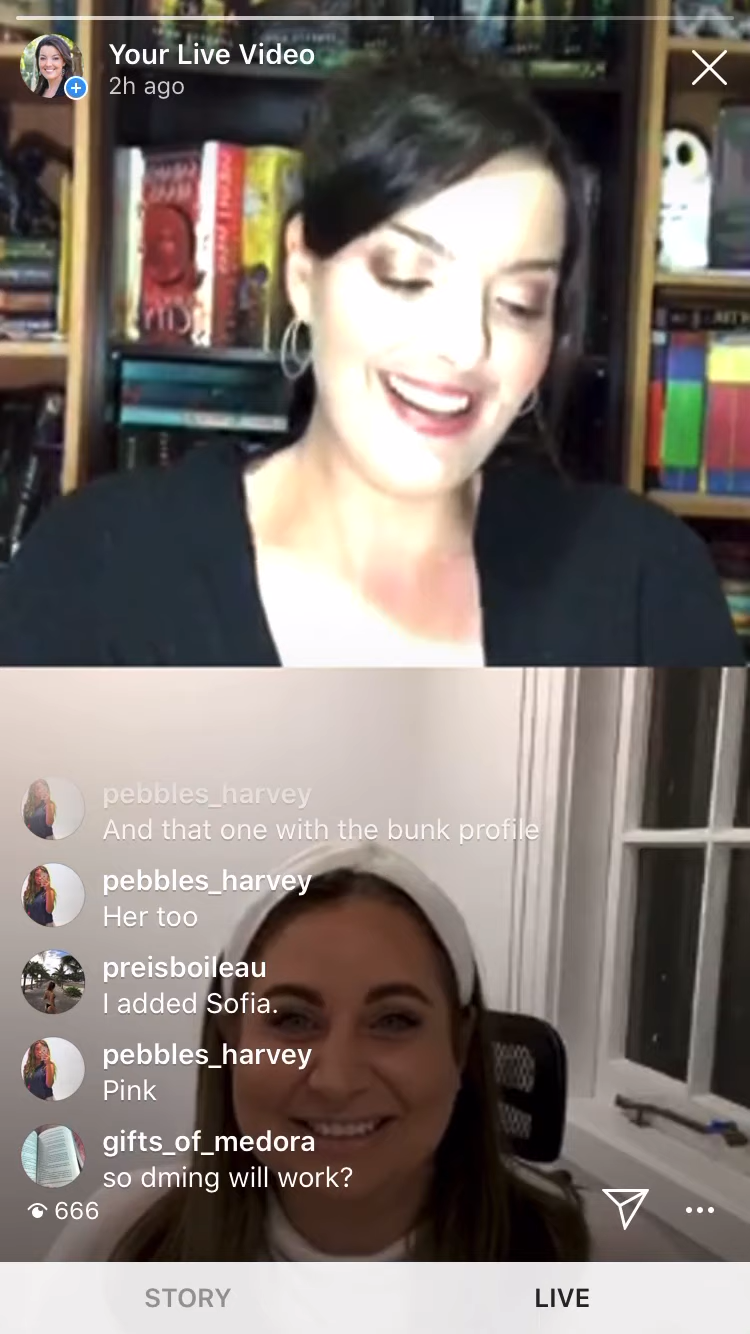 Your Live Video
2h ago
pebbles_harvey
And that one with the bunk profile
pebbles_harvey
Her too
preisboileau
I added Sofia.
pebbles_harvey
Pink
gifts_of_medora
so dming will work?
666
STORY
LIVE